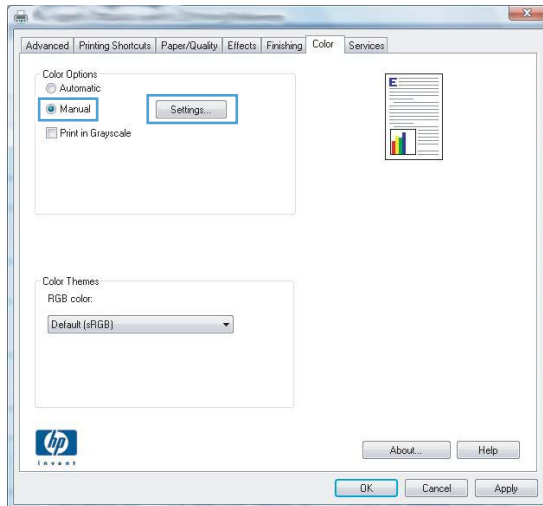 Advanced Printing Shortcuts Paper/Quality Effects Finishing Color Services
Color Options
Automatic
Manual Settings...
Print in Grayscale
E
Color Themes
RGB color:
Default (sRGB)
hp
invent
About... Help
OK Cancel Apply